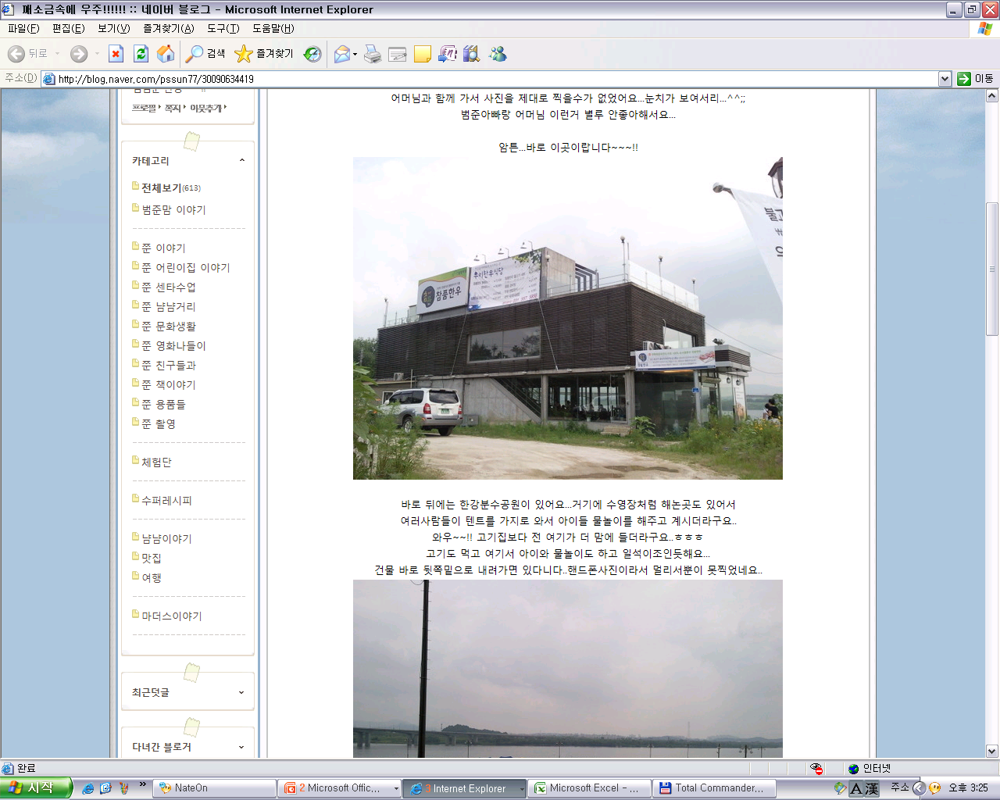 깨소금속에 우주!!!!!! :: 네이버 블로그 - Microsoft Internet Explorer
파일(F) 편집(E) 보기(V) 즐겨찾기(A) 도구(T) 도움말(H)
뒤로 검색 즐겨찾기
주소(D) http://blog.naver.com/pssun77/30090634419 이동
프로필 쪽지 이웃추가
카테고리
전체보기(613)
범준맘 이야기
쭌 이야기
쭌 어린이집 이야기
쭌 센타수업
쭌 냠냠거리
쭌 문화생활
쭌 영화나들이
쭌 친구들과
쭌 책이야기
쭌 용품들
쭌 촬영
체험단
수퍼레시피
냠냠이야기
맛집
여행
마더스이야기
최근덧글
다녀간 블로거
어머님과 함께 가서 사진을 제대로 찍을수가 없었어요...눈치가 보여서리...^^;;
범준아빠랑 어머님 이런거 별루 안좋아해서요...
암튼...바로 이곳이랍니다~~~!!
참품한우
바로 뒤에는 한강분수공원이 있어요...거기에 수영장처럼 해논곳도 있어서
여러사람들이 텐트를 가지로 와서 아이들 물놀이를 해주고 계시더라구요..
와우~~!! 고기집보다 전 여기가 더 맘에 들더라구요..ㅎㅎㅎ
고기도 먹고 여기서 아이와 물놀이도 하고 일석이조인듯해요...
건물 바로 뒷쪽밑으로 내려가면 있다니다..핸드폰사진이라서 멀리서뿐이 못찍었네요..
완료 인터넷
시작 NateOn 2 Microsoft Offic... 3 Internet Explorer Microsoft Excel - ... Total Commander... A 漢 주소 오후 3:25